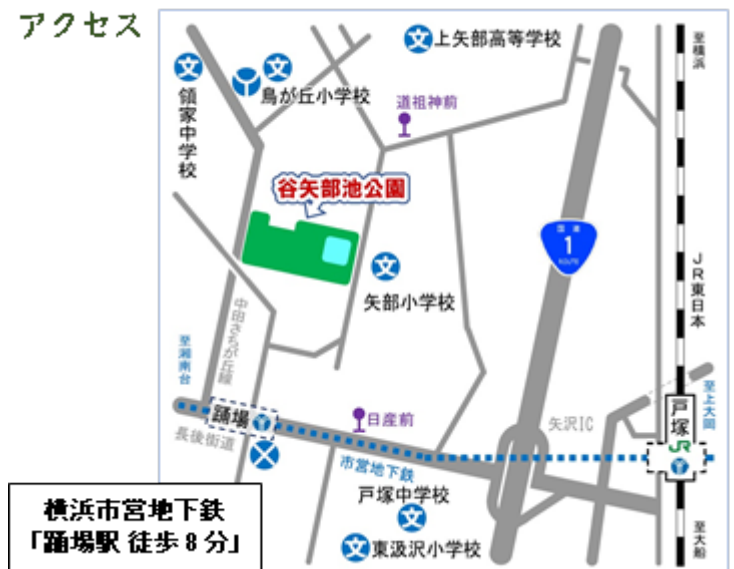 アクセス
上矢部高等学校
至横浜
領家中学校
鳥が丘小学校
道祖神前
谷矢部池公園
国道
1
ROUTE
JR東日本
矢部小学校
中田さちが丘線
至湘南台
踊場
長後街道
日産前
矢沢IC
至上大岡
戸塚
JR
市営地下鉄
戸塚中学校
東汲沢小学校
至大船
横浜市営地下鉄
「踊場駅 徒歩8分」